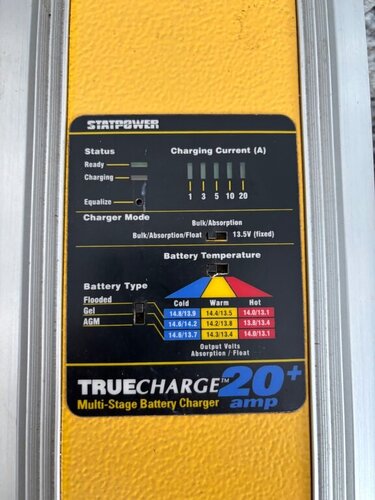 STATPOWER
Status
Charging Current (A)
Ready
Charging
Equalize
1 3 5 10 20
Charger Mode
Bulk/Absorption
Bulk/Absorption/Float
13.5V (fixed)
Battery Temperature
Battery Type
Flooded
Gel
AGM
Cold Warm Hot
14.8/13.9 14.4/13.5 14.0/13.1
14.6/14.2 14.2/13.8 13.8/13.4
14.6/13.7 14.3/13.4 14.0/13.1
Output Volts
Absorption / Float
TRUECHARGE™ 20+
amp
Multi-Stage Battery Charger